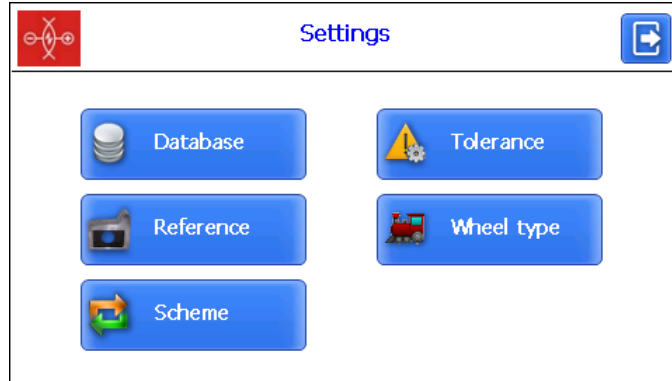 Settings
Database
Tolerance
Reference
Wheel type
Scheme